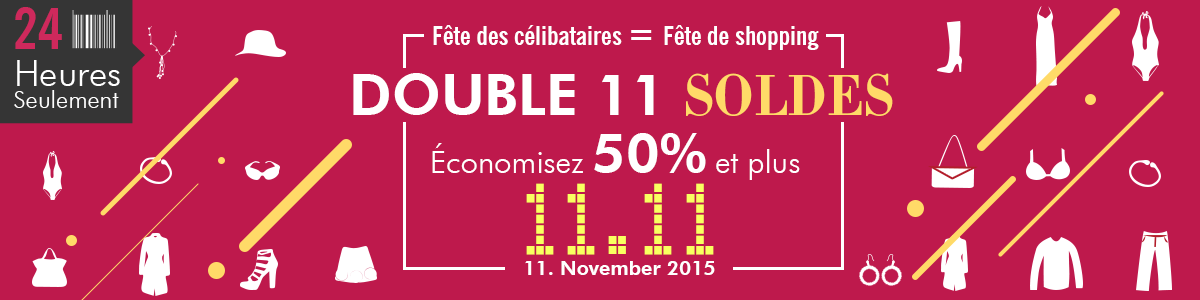 24
Heures
Seulement
Fête des célibataires = Fête de shopping
DOUBLE 11 SOLDES
Économisez 50% et plus
11.11
11. November 2015